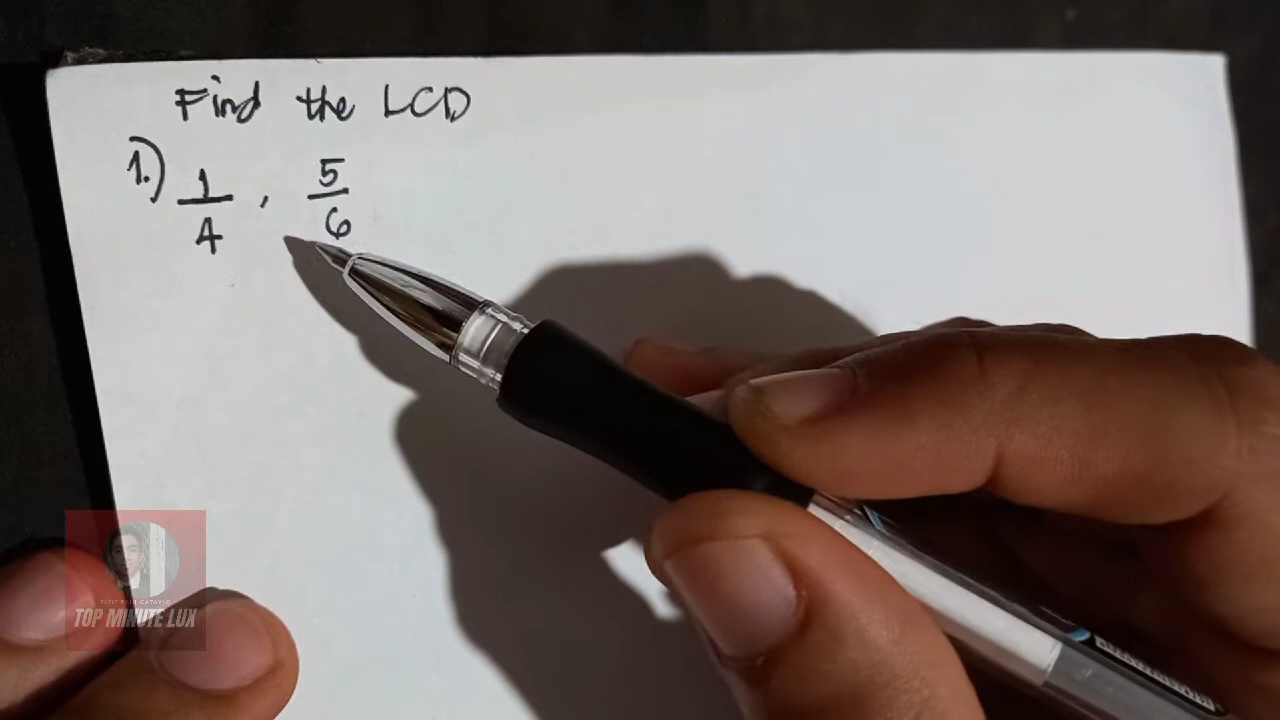 Find the LCD
1.) 1/4 , 5/6
TOP MINUTE LUX